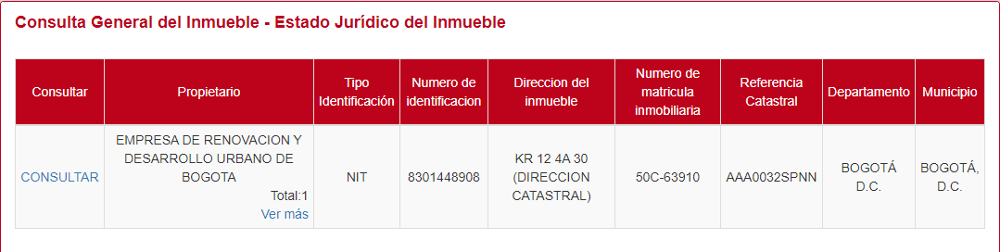 Consulta General del Inmueble - Estado Jurídico del Inmueble
Consultar
Propietario
Tipo
Identificación
Numero de
identificacion
Direccion del
inmueble
Numero de
matricula
inmobiliaria
Referencia
Catastral
Departamento
Municipio
CONSULTAR
EMPRESA DE RENOVACION Y
DESARROLLO URBANO DE
BOGOTA
Total:1
Ver más
NIT
8301448908
KR 12 4A 30
(DIRECCION
CATASTRAL)
50C-63910
AAA0032SPNN
BOGOTÁ
D.C.
BOGOTÁ,
D.C.